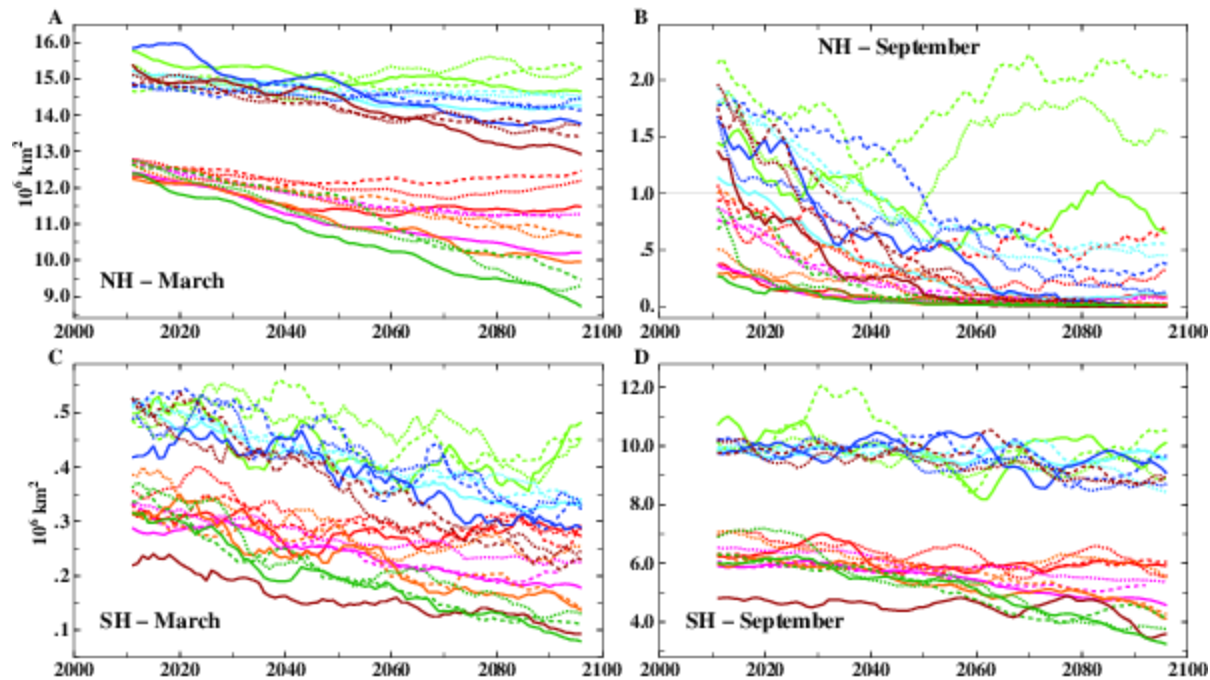 A
16.0
15.0
14.0
13.0
12.0
11.0
10.0
9.0
10⁶ km²
NH – March
2000 2020 2040 2060 2080 2100
B
NH – September
2.0
1.5
1.0
.5
0.
2000 2020 2040 2060 2080 2100
C
.5
.4
.3
.2
.1
10⁶ km²
SH – March
2000 2020 2040 2060 2080 2100
D
12.0
10.0
8.0
6.0
4.0
SH – September
2000 2020 2040 2060 2080 2100